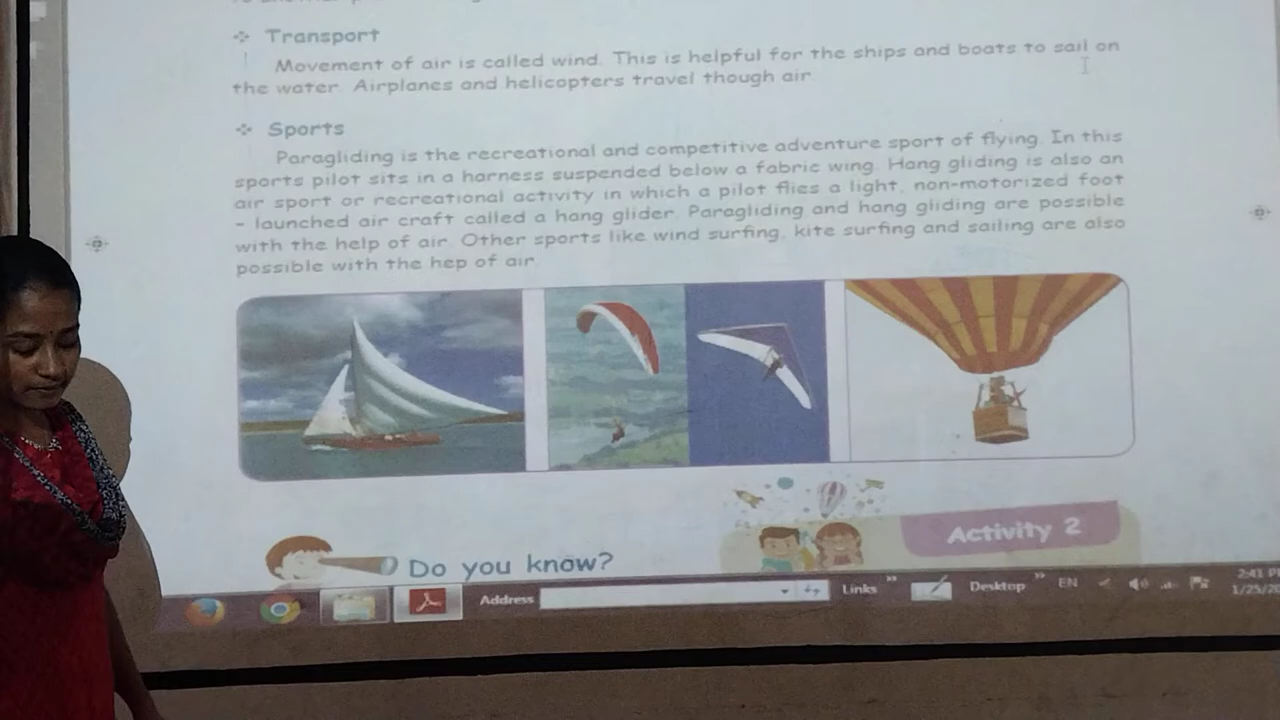 Transport
Movement of air is called wind. This is helpful for the ships and boats to sail on
the water. Airplanes and helicopters travel though air.
Sports
Paragliding is the recreational and competitive adventure sport of flying. In this
sports pilot sits in a harness suspended below a fabric wing. Hang gliding is also an
air sport or recreational activity in which a pilot flies a light, non-motorized foot
- launched air craft called a hang glider. Paragliding and hang gliding are possible
with the help of air. Other sports like wind surfing, kite surfing and sailing are also
possible with the hep of air.
Activity 2
Do you know?
Address
Links
Desktop
EN
2:41